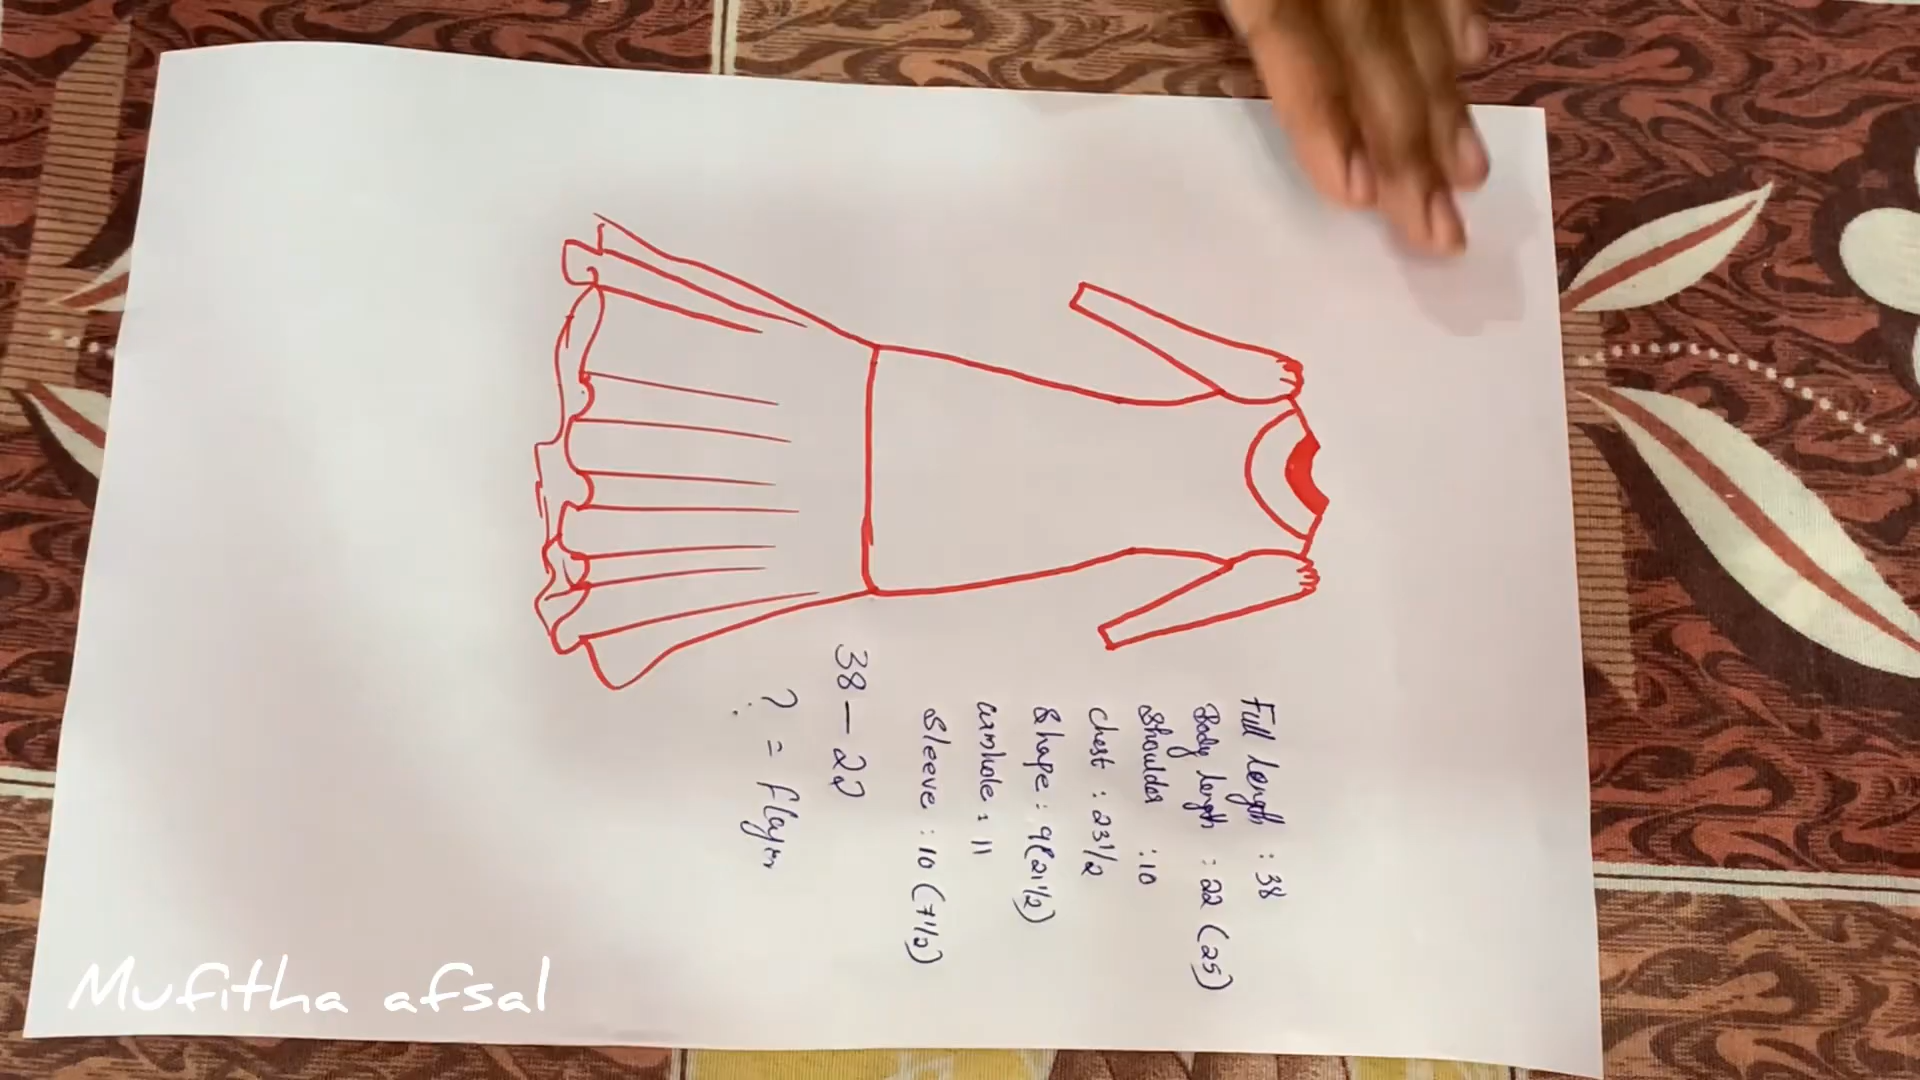 Full length : 38
Body length : 22 (25)
Shoulder : 10
Chest : 23 1/2
Shape : 9 (21 1/2)
armhole : 11
Sleeve : 10 (7 1/2)
38 — 22
? =
Mufitha afsal